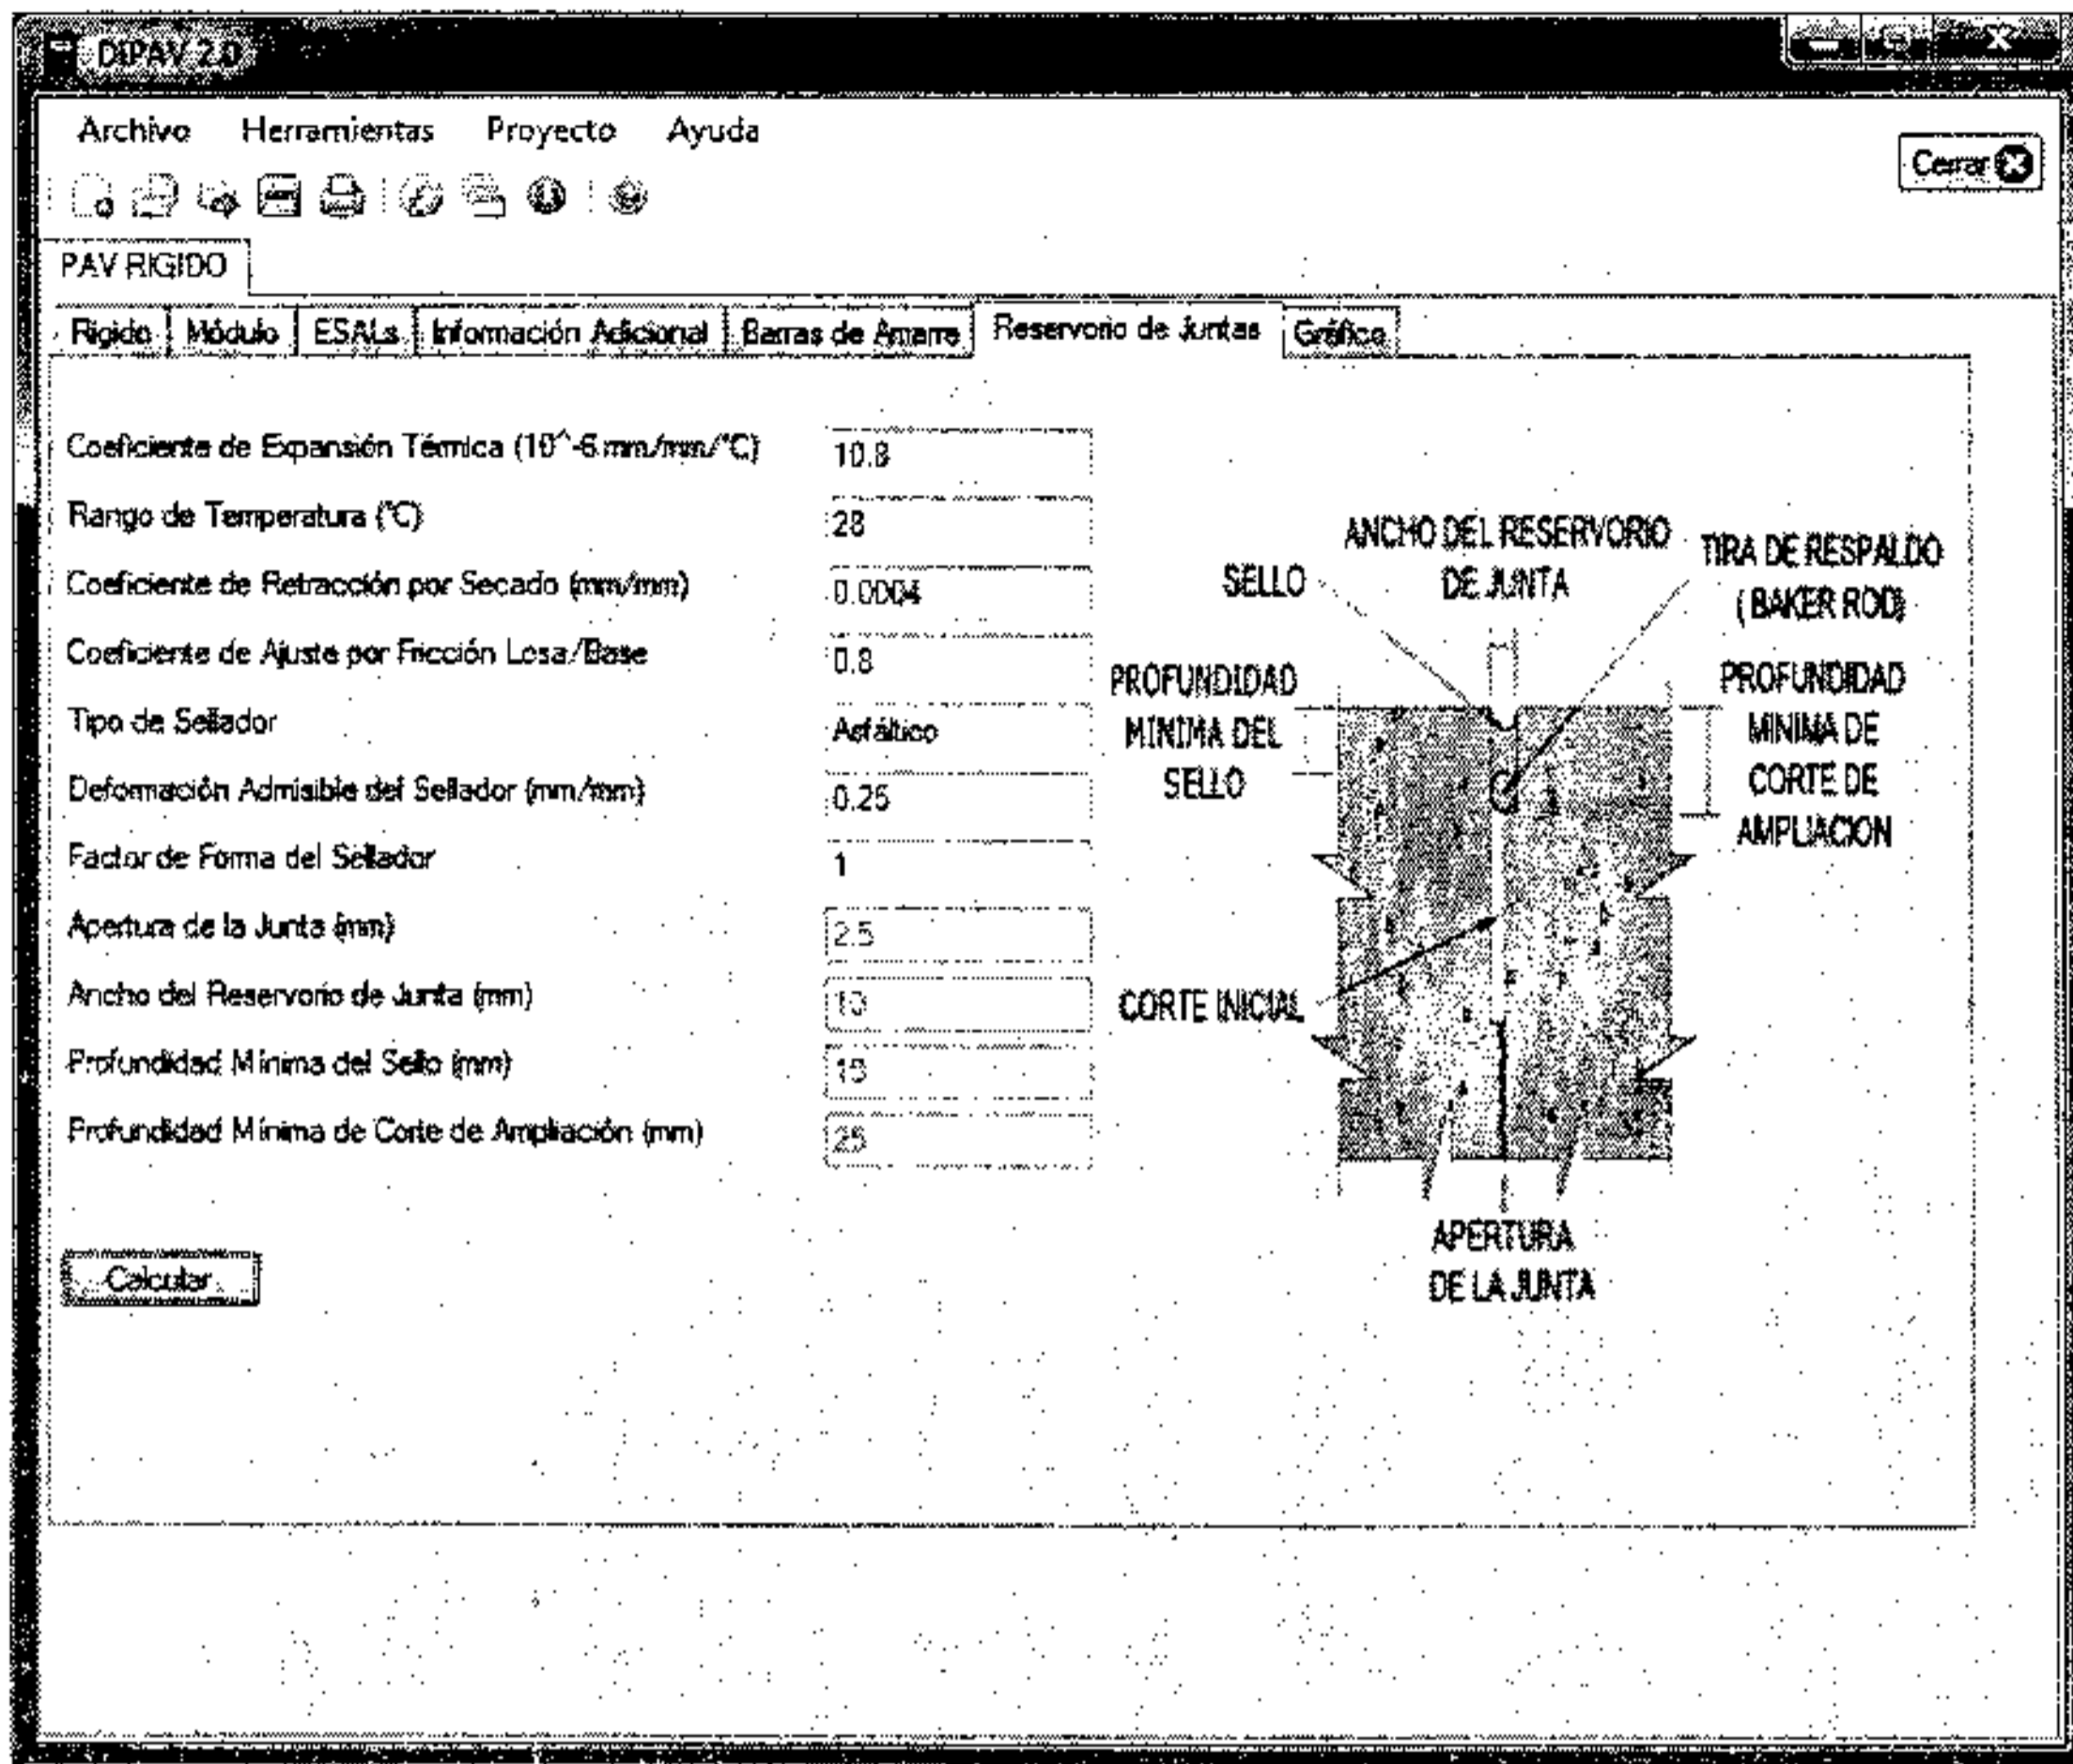 DIPAV 2.0
Archivo Herramientas Proyecto Ayuda
Cerrar
PAV RIGIDO
Rigido Módulo ESALs Información Adicional Barras de Amarre Reservorio de Juntas Gráfico
Coeficiente de Expansión Térmica (10^-6 mm/mm/°C) 10.8
Rango de Temperatura (°C) 28
Coeficiente de Retracción por Secado (mm/mm) 0.0004
Coeficiente de Ajuste por Fricción Losa/Base 0.8
Tipo de Sellador Asfáltico
Deformación Admisible del Sellador (mm/mm) 0.25
Factor de Forma del Sellador 1
Apertura de la Junta (mm) 2.5
Ancho del Reservorio de Junta (mm) 10
Profundidad Mínima del Sello (mm)
Profundidad Mínima de Corte de Ampliación (mm) 25
Calcular
ANCHO DEL RESERVORIO
DE JUNTA
SELLO
TIRA DE RESPALDO
( BAKER ROD)
PROFUNDIDAD
MINIMA DEL
SELLO
PROFUNDIDAD
MINIMA DE
CORTE DE
AMPLIACION
CORTE INICIAL
APERTURA
DE LA JUNTA